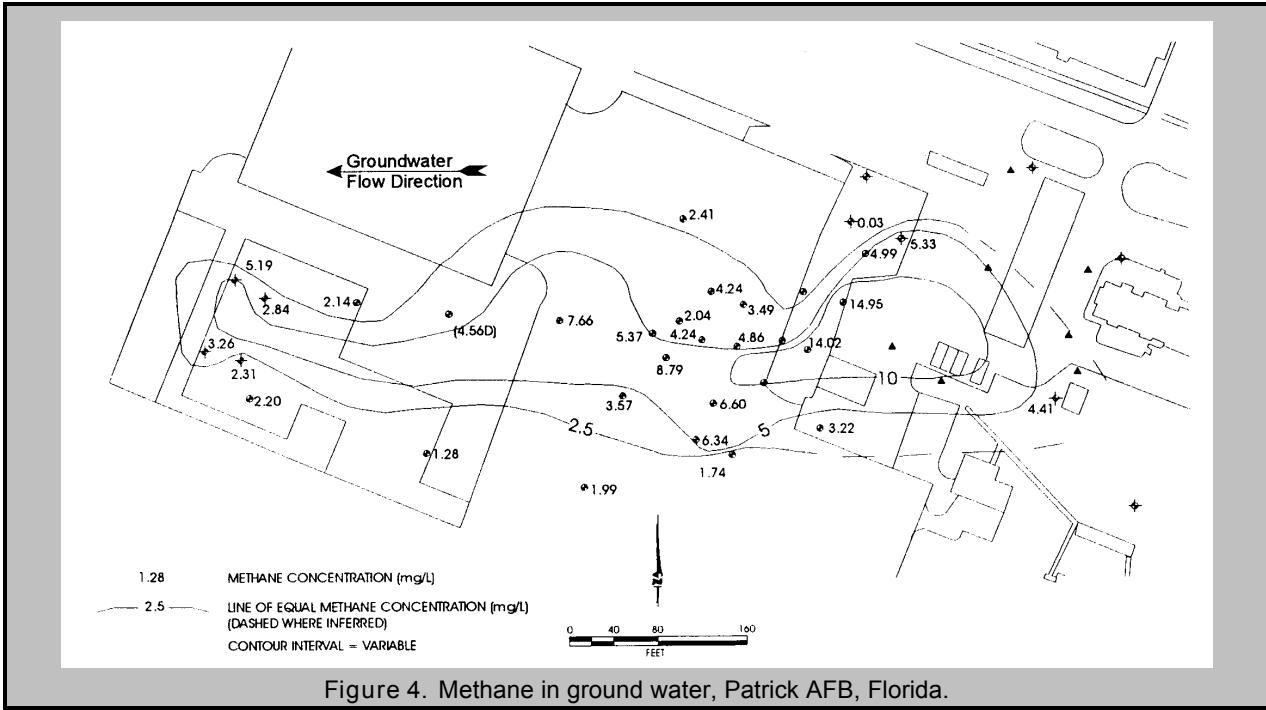 Groundwater
Flow Direction
2.41
0.03
5.33
4.99
5.19
2.84
2.14
(4.56D)
7.66
4.24
3.49
2.04
5.37
4.24
4.86
14.95
14.02
8.79
3.26
2.31
2.20
3.57
6.60
10
4.41
2.5
6.34
5
3.22
1.28
1.74
1.99
N
1.28 METHANE CONCENTRATION (mg/L)
2.5 LINE OF EQUAL METHANE CONCENTRATION (mg/L)
(DASHED WHERE INFERRED)
CONTOUR INTERVAL = VARIABLE
0 40 80 160
FEET
Figure 4. Methane in ground water, Patrick AFB, Florida.